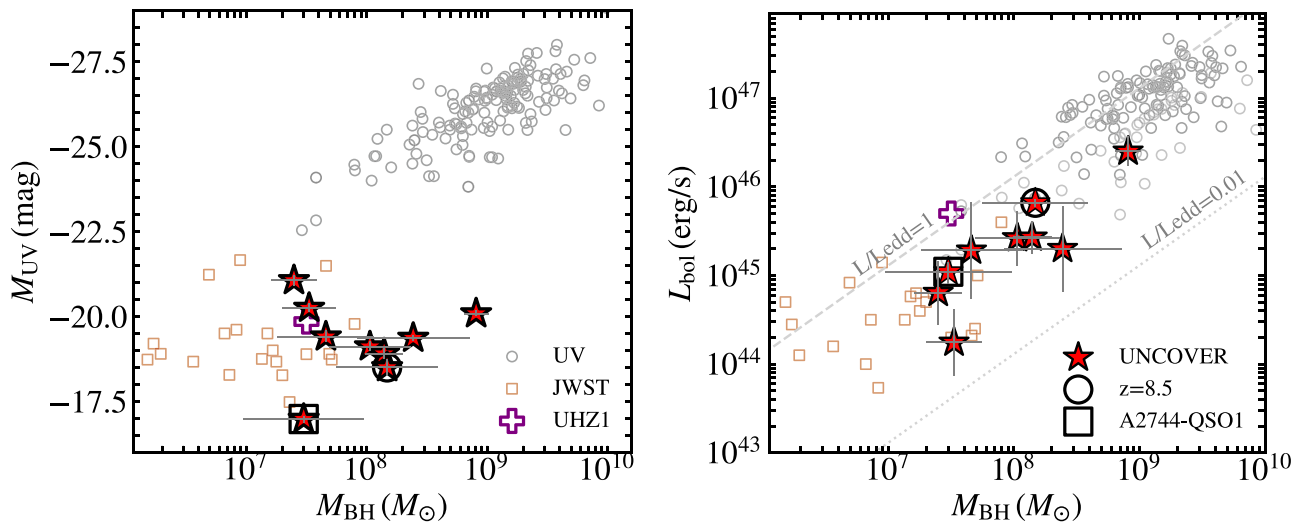 M_UV (mag)
−27.5
−25.0
−22.5
−20.0
−17.5
UV
JWST
UHZ1
10^7
10^8
10^9
10^10
M_BH (M_⊙)
L_bol (erg/s)
10^47
10^46
10^45
10^44
10^43
L/Ledd=1
L/Ledd=0.01
UNCOVER
z=8.5
A2744-QSO1
10^7
10^8
10^9
10^10
M_BH (M_⊙)